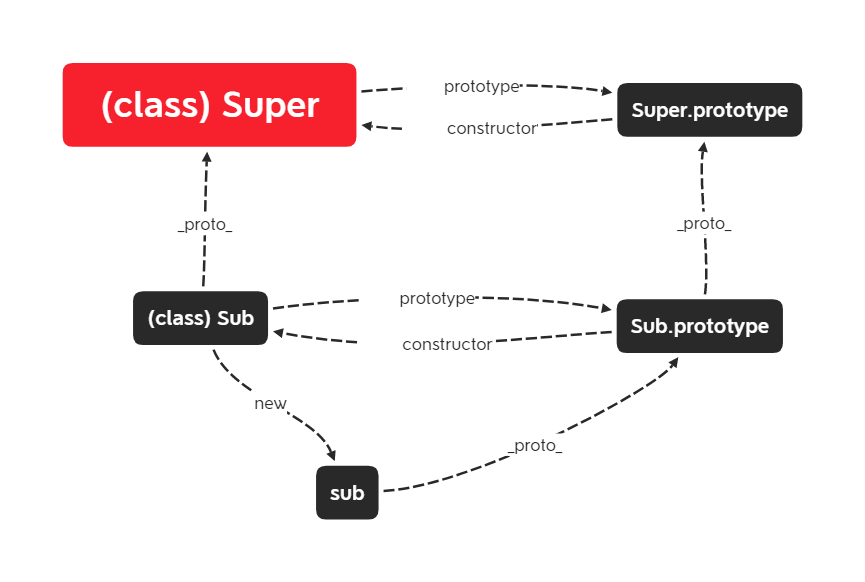 (class) Super
prototype
Super.prototype
constructor
_proto_
_proto_
(class) Sub
prototype
Sub.prototype
constructor
new
_proto_
sub